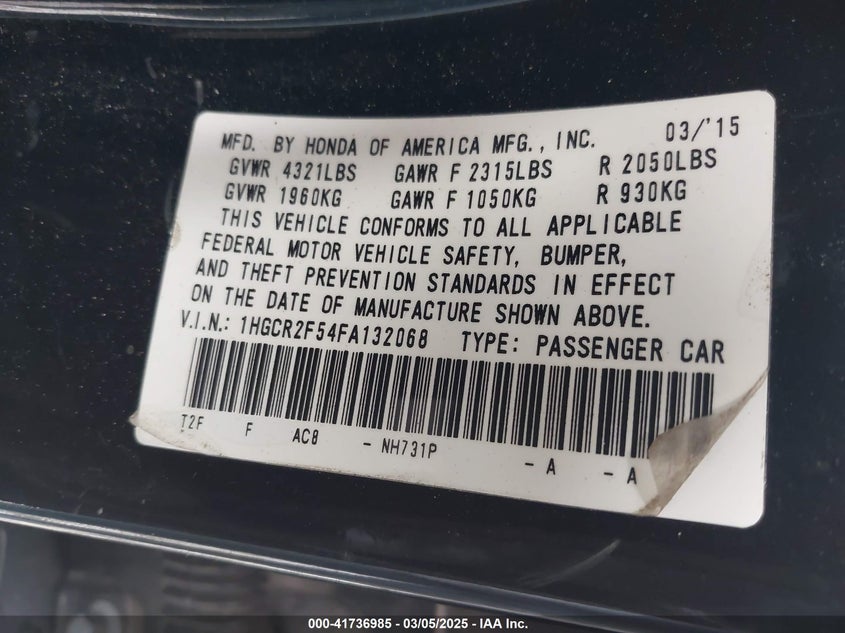 MFD. BY HONDA OF AMERICA MFG., INC. 03/'15
GVWR 4321LBS GAWR F 2315LBS R 2050LBS
GVWR 1960KG GAWR F 1050KG R 930KG
THIS VEHICLE CONFORMS TO ALL APPLICABLE
FEDERAL MOTOR VEHICLE SAFETY, BUMPER,
AND THEFT PREVENTION STANDARDS IN EFFECT
ON THE DATE OF MANUFACTURE SHOWN ABOVE.
V.I.N.: 1HGCR2F54FA132068 TYPE: PASSENGER CAR
T2F F AC8 - NH731P - A - A
000-41736985 - 03/05/2025 - IAA Inc.